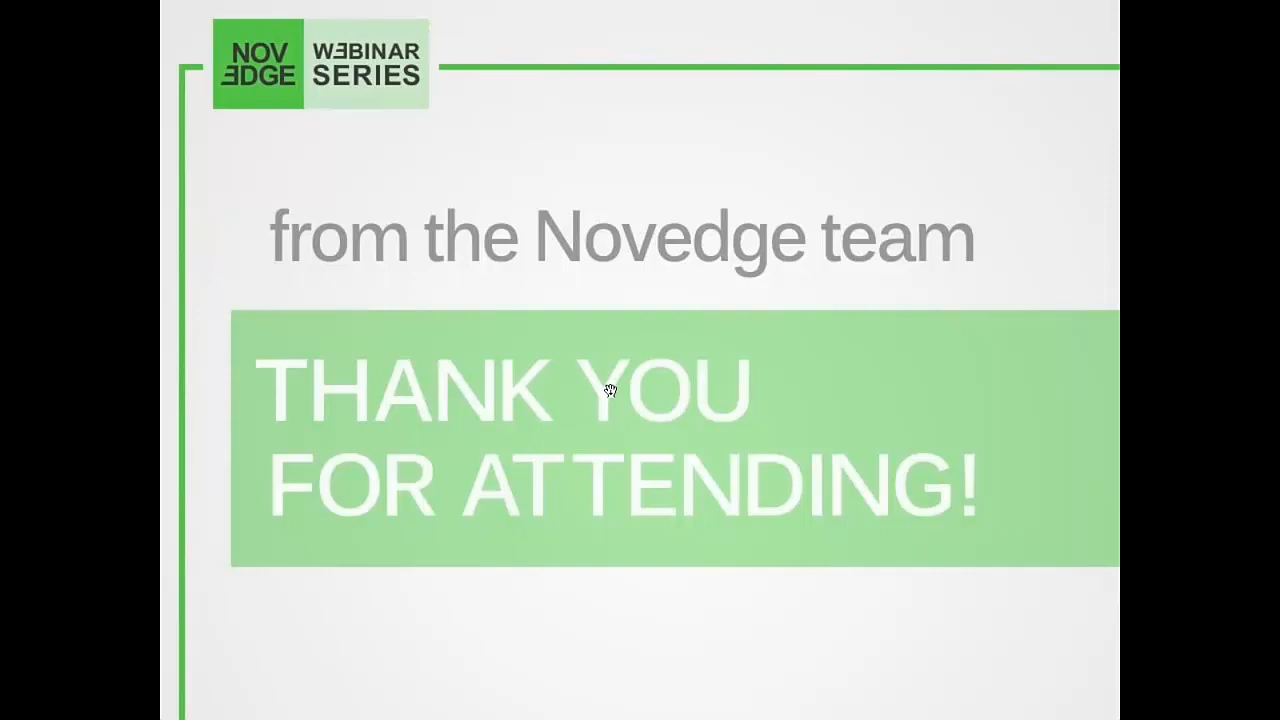 NOV
EDGE
WEBINAR
SERIES
from the Novedge team
THANK YOU
FOR ATTENDING!